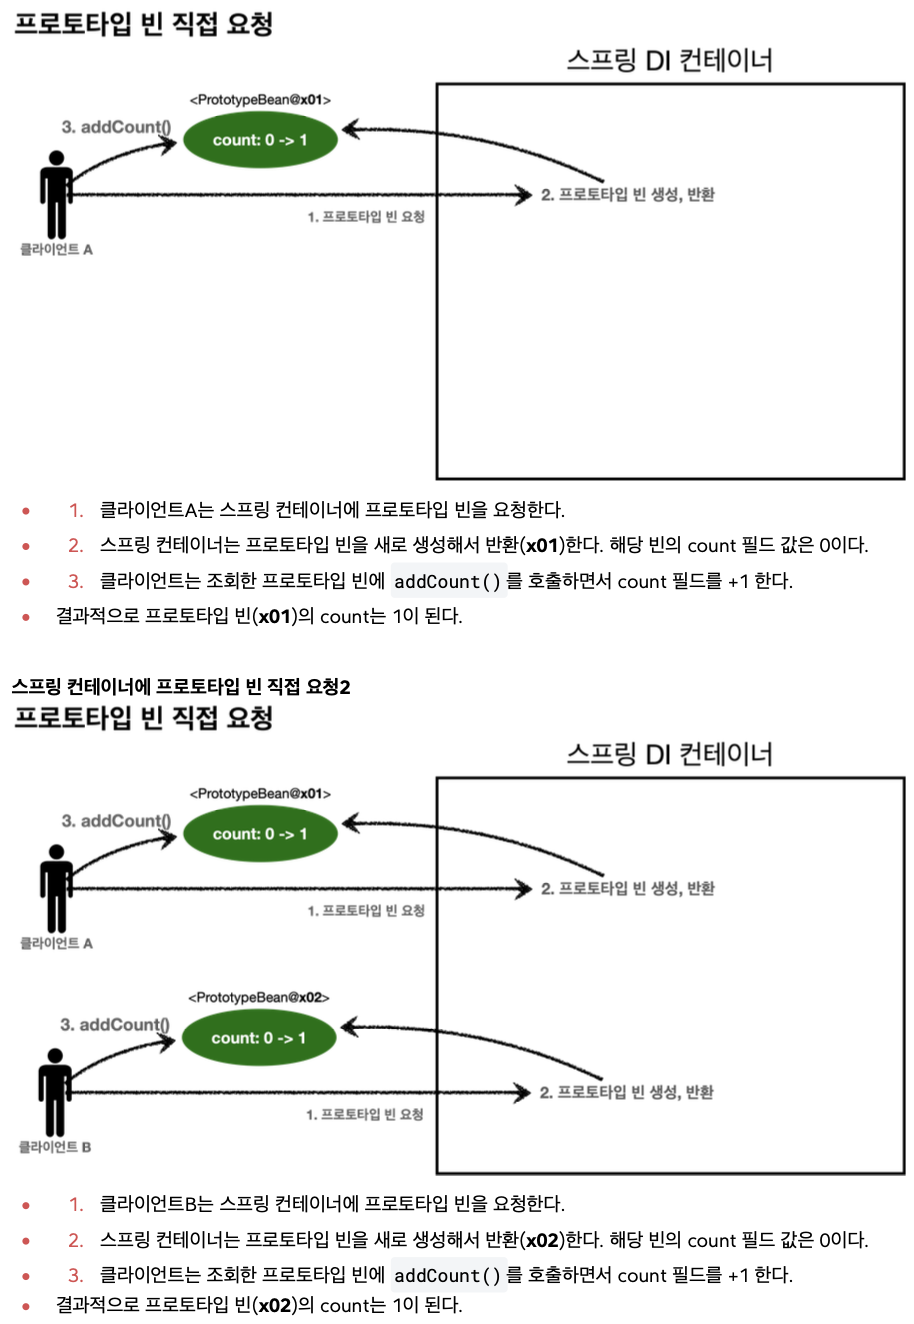 프로토타입 빈 직접 요청
스프링 DI 컨테이너
<PrototypeBean@x01>
3. addCount()
count: 0 -> 1
2. 프로토타입 빈 생성, 반환
1. 프로토타입 빈 요청
클라이언트 A
1. 클라이언트A는 스프링 컨테이너에 프로토타입 빈을 요청한다.
2. 스프링 컨테이너는 프로토타입 빈을 새로 생성해서 반환(x01)한다. 해당 빈의 count 필드 값은 0이다.
3. 클라이언트는 조회한 프로토타입 빈에 addCount() 를 호출하면서 count 필드를 +1 한다.
결과적으로 프로토타입 빈(x01)의 count는 1이 된다.
스프링 컨테이너에 프로토타입 빈 직접 요청2
프로토타입 빈 직접 요청
스프링 DI 컨테이너
<PrototypeBean@x01>
3. addCount()
count: 0 -> 1
2. 프로토타입 빈 생성, 반환
1. 프로토타입 빈 요청
클라이언트 A
<PrototypeBean@x02>
3. addCount()
count: 0 -> 1
2. 프로토타입 빈 생성, 반환
1. 프로토타입 빈 요청
클라이언트 B
1. 클라이언트B는 스프링 컨테이너에 프로토타입 빈을 요청한다.
2. 스프링 컨테이너는 프로토타입 빈을 새로 생성해서 반환(x02)한다. 해당 빈의 count 필드 값은 0이다.
3. 클라이언트는 조회한 프로토타입 빈에 addCount() 를 호출하면서 count 필드를 +1 한다.
결과적으로 프로토타입 빈(x02)의 count는 1이 된다.